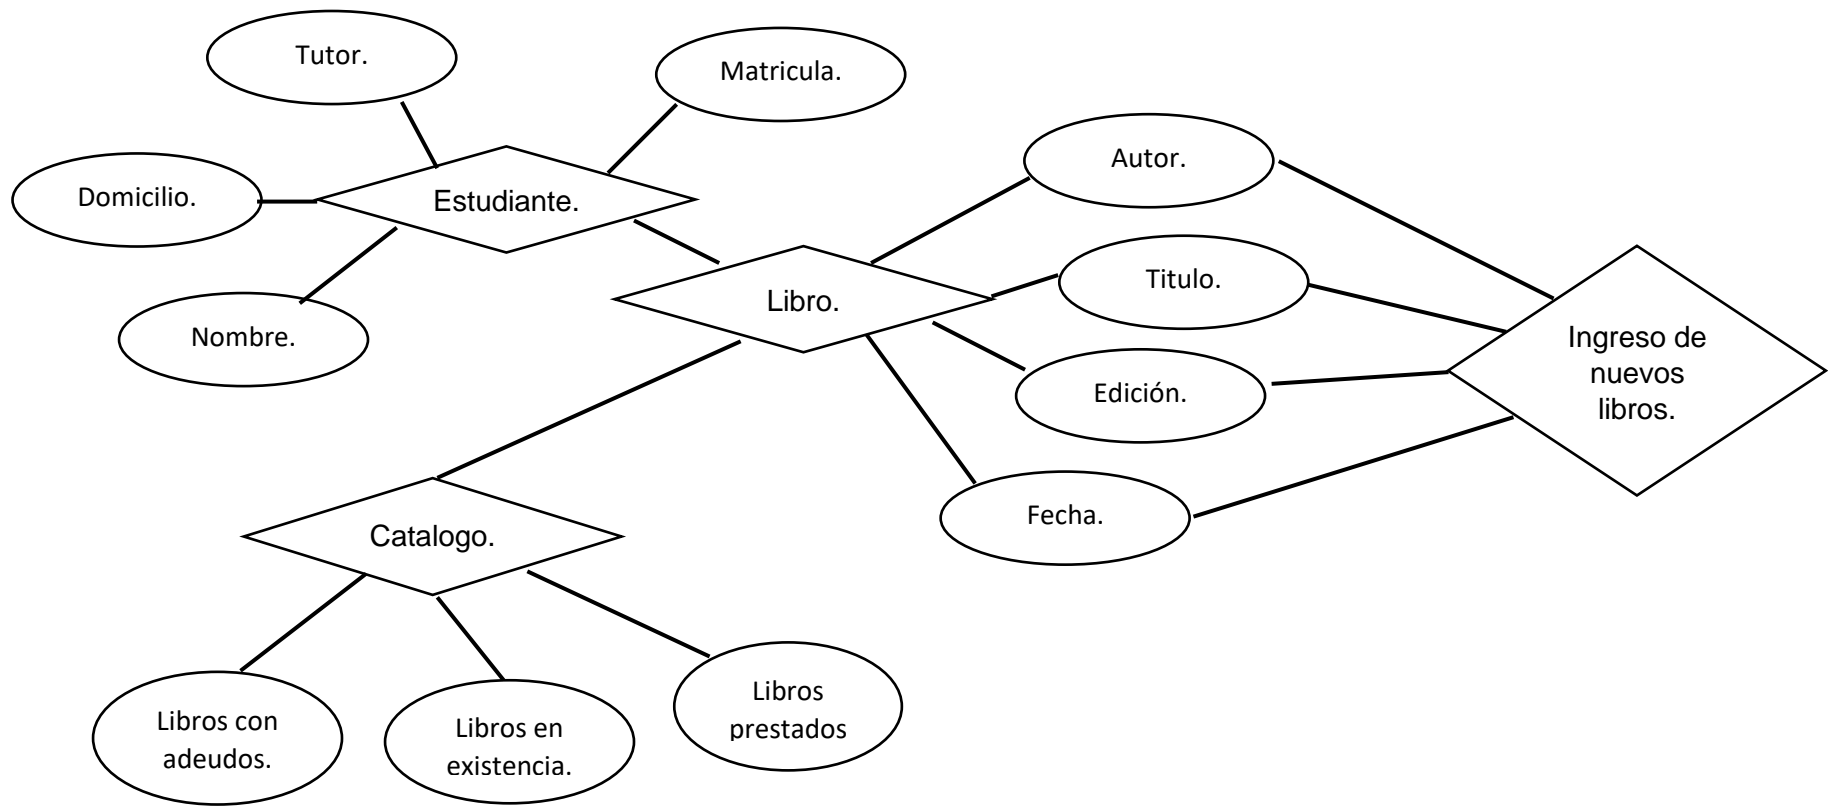 Tutor.
Matricula.
Autor.
Domicilio.
Estudiante.
Titulo.
Libro.
Nombre.
Ingreso de
nuevos
libros.
Edición.
Fecha.
Catalogo.
Libros con
adeudos.
Libros en
existencia.
Libros
prestados